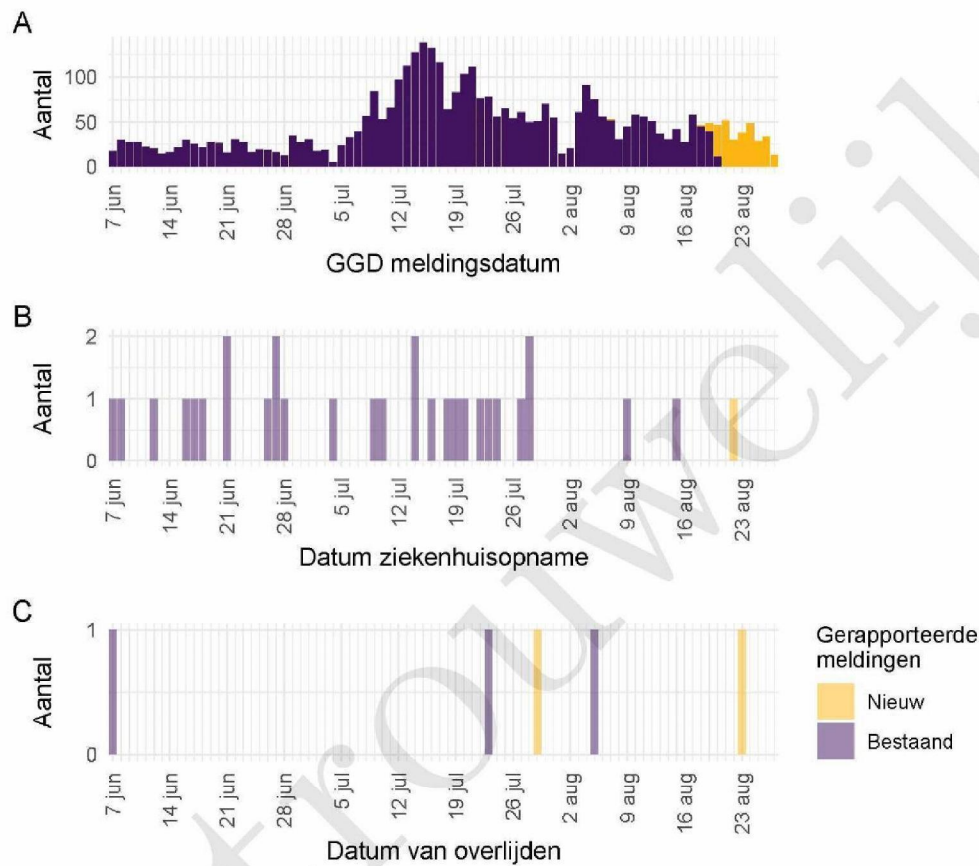 A
Aantal
100
50
0
7 jun
14 jun
21 jun
28 jun
5 jul
12 jul
19 jul
26 jul
2 aug
9 aug
16 aug
23 aug
GGD meldingsdatum
B
Aantal
2
1
0
7 jun
14 jun
21 jun
28 jun
5 jul
12 jul
19 jul
26 jul
2 aug
9 aug
16 aug
23 aug
Datum ziekenhuisopname
C
Aantal
1
0
7 jun
14 jun
21 jun
28 jun
5 jul
12 jul
19 jul
26 jul
2 aug
9 aug
16 aug
23 aug
Datum van overlijden
Gerapporteerde
meldingen
Nieuw
Bestaand
trouwelij